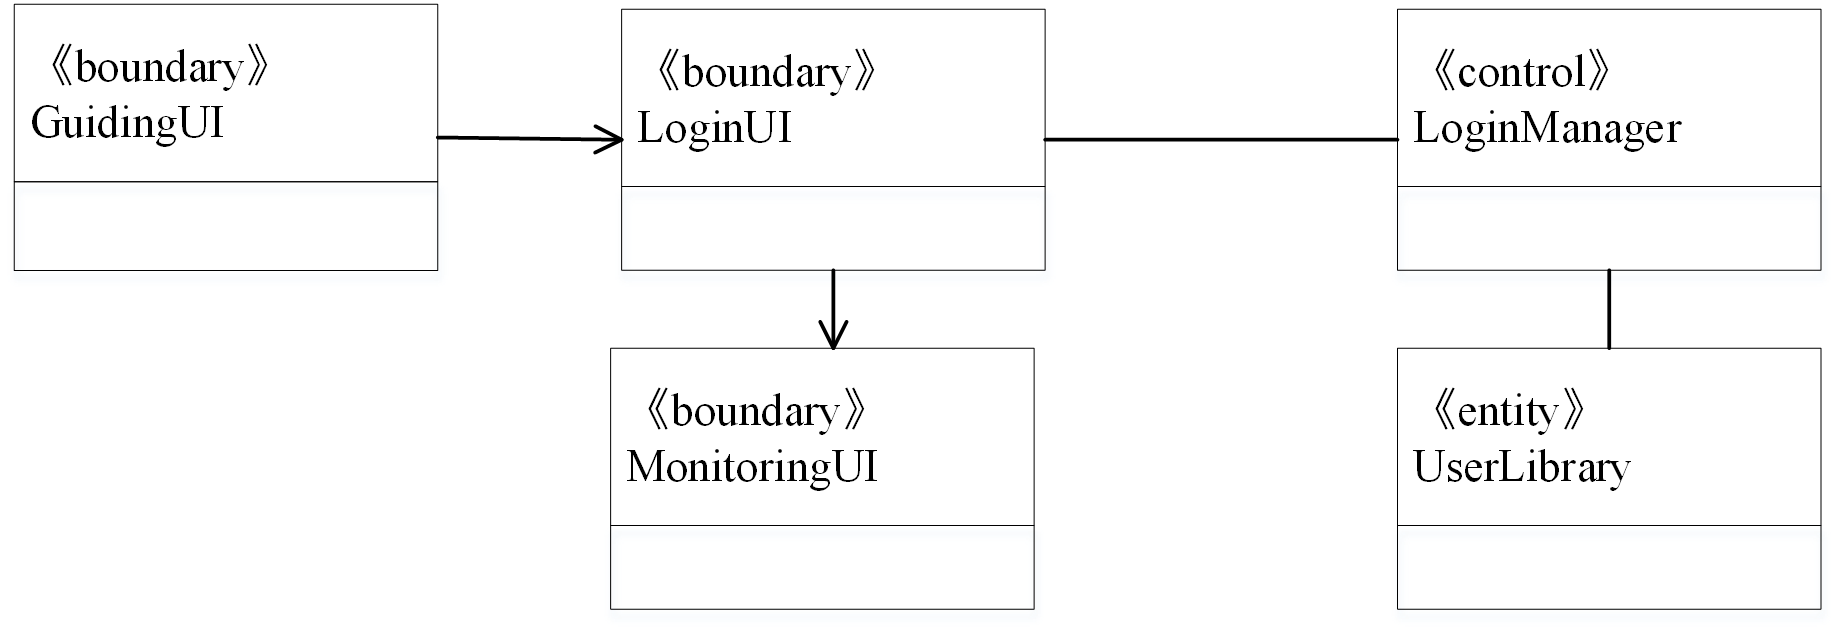 《boundary》
GuidingUI
《boundary》
LoginUI
《control》
LoginManager
《boundary》
MonitoringUI
《entity》
UserLibrary